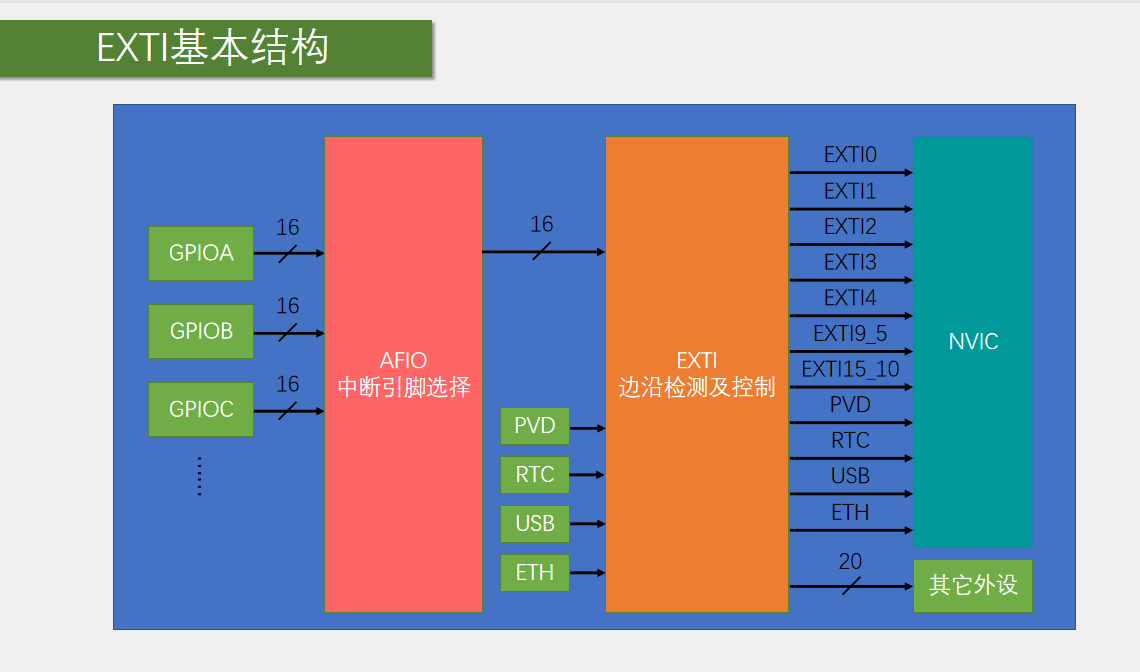 EXTI基本结构
16
GPIOA
16
GPIOB
16
GPIOC
AFIO
中断引脚选择
16
PVD
RTC
USB
ETH
EXTI
边沿检测及控制
EXTI0
EXTI1
EXTI2
EXTI3
EXTI4
EXTI9_5
EXTI15_10
PVD
RTC
USB
ETH
20
NVIC
其它外设